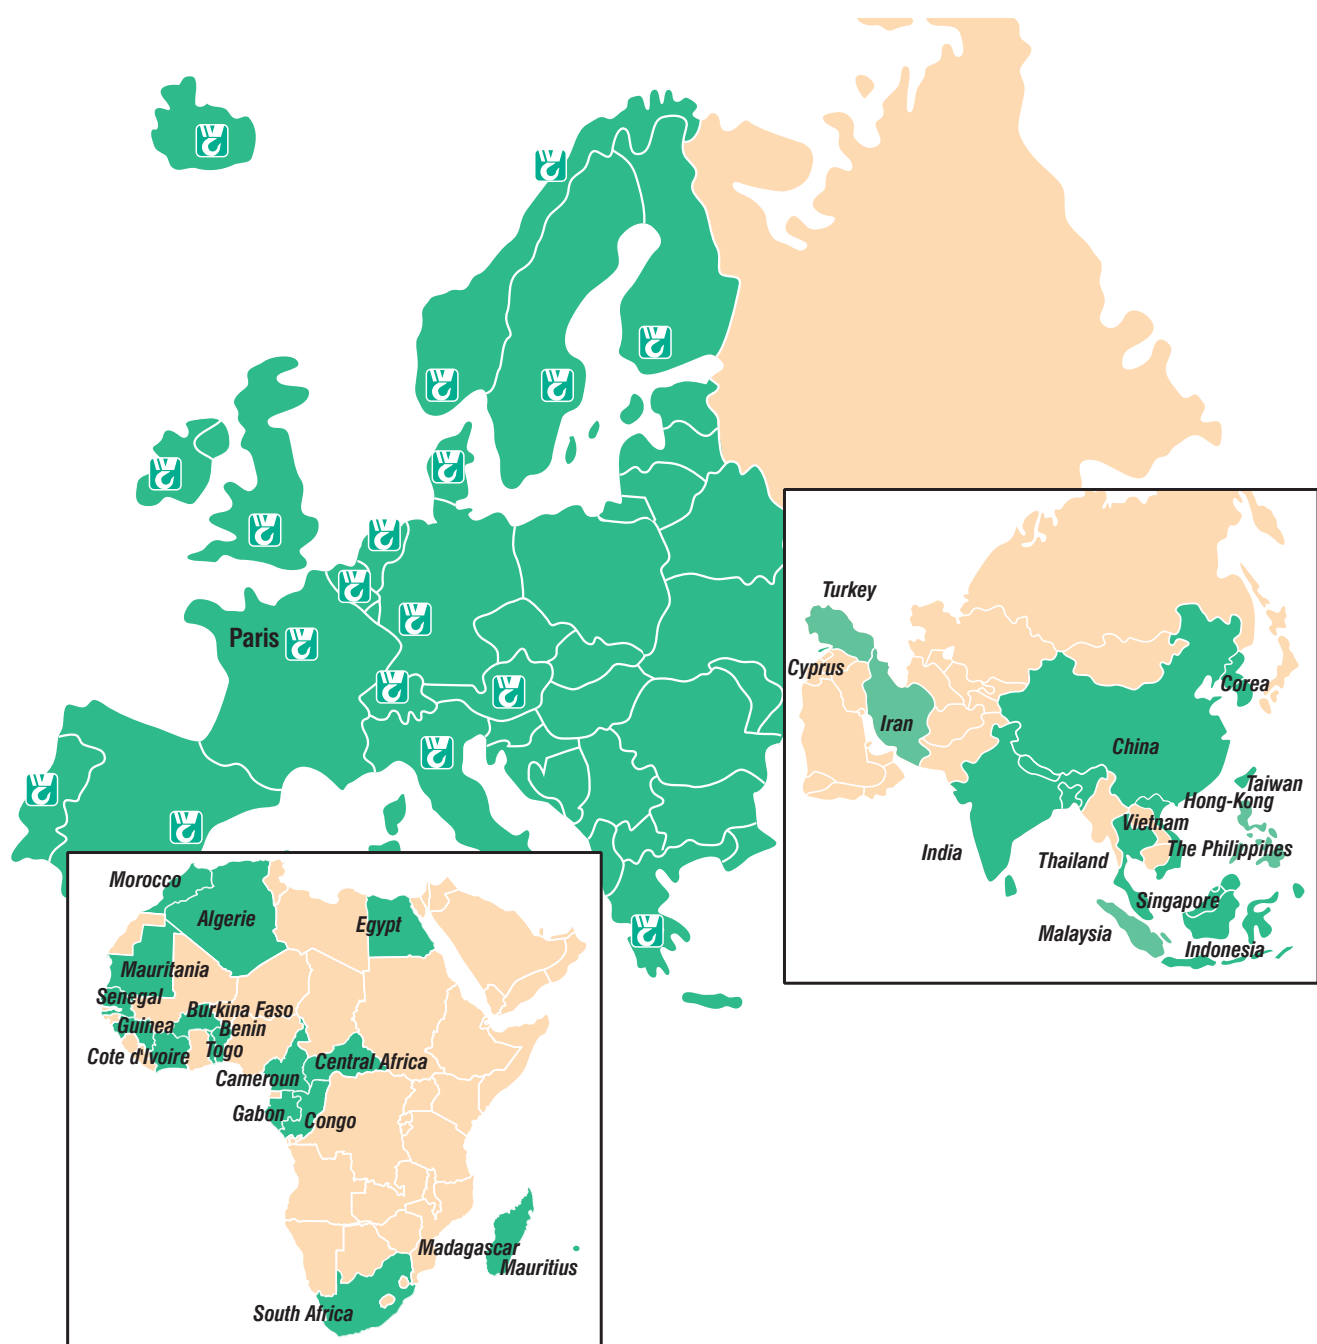 Paris
Turkey
Cyprus
Corea
Iran
China
Taiwan
Hong-Kong
Vietnam
India
Thailand
The Philippines
Singapore
Malaysia
Indonesia
Morocco
Algerie
Egypt
Mauritania
Senegal
Burkina Faso
Guinea
Benin
Togo
Cote d'Ivoire
Central Africa
Cameroun
Gabon
Congo
Madagascar
Mauritius
South Africa